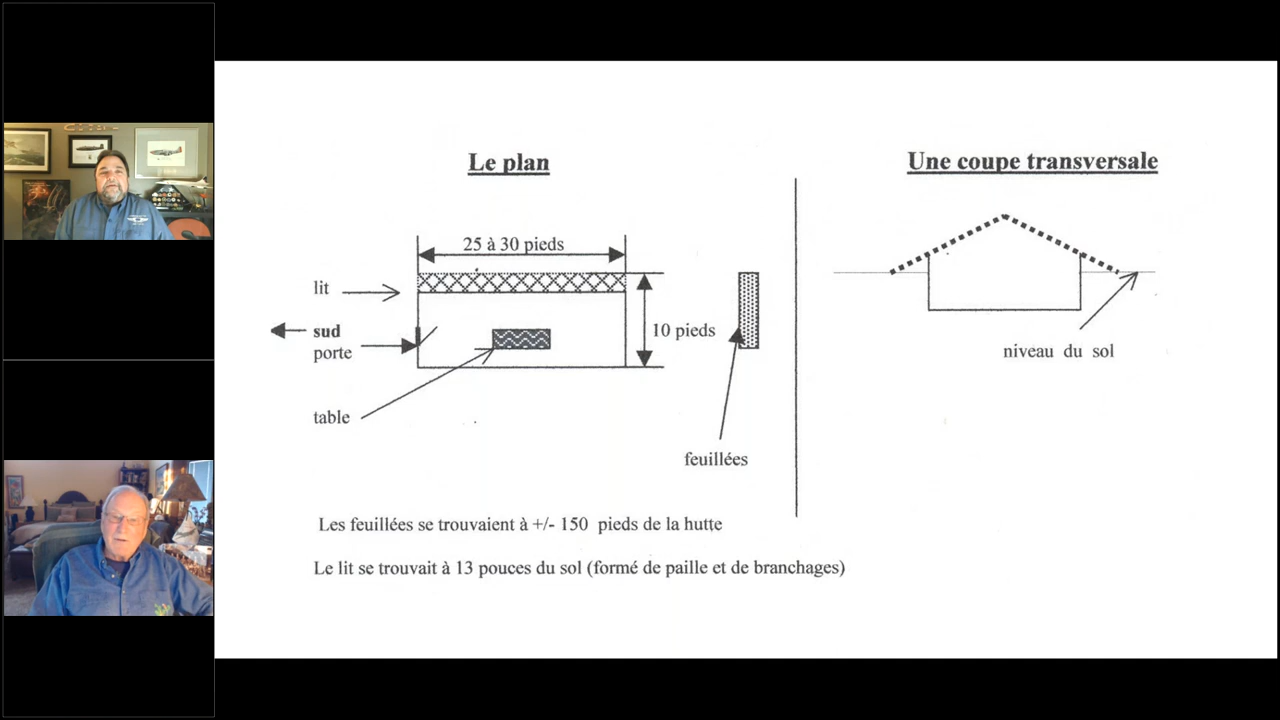 Le plan
Une coupe transversale
25 à 30 pieds
lit
sud
porte
10 pieds
table
feuillées
niveau du sol
Les feuillées se trouvaient à +/- 150 pieds de la hutte
Le lit se trouvait à 13 pouces du sol (formé de paille et de branchages)